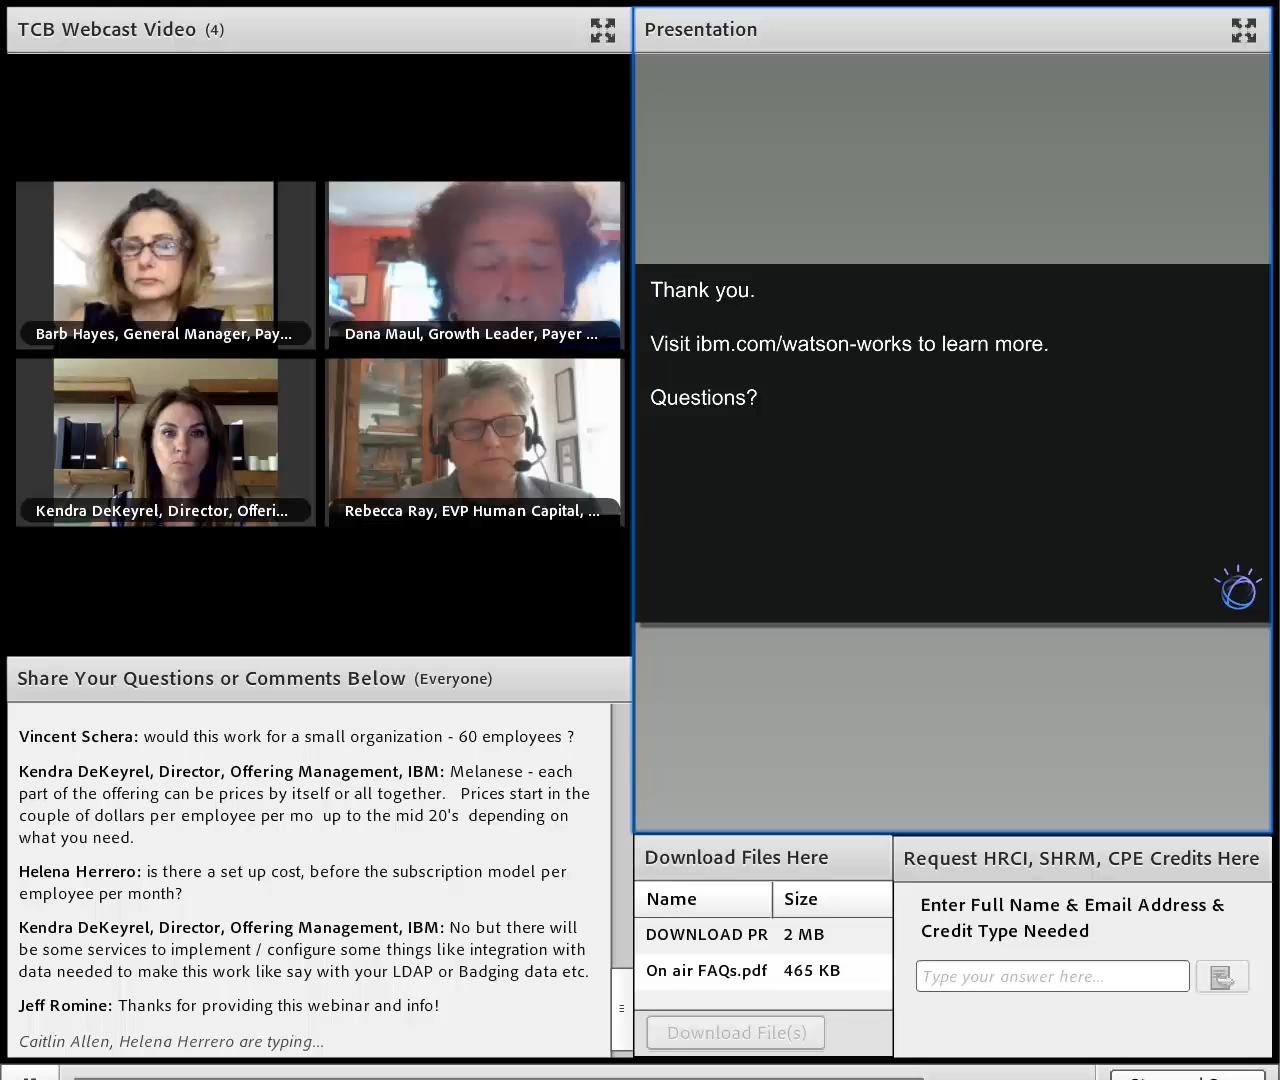 TCB Webcast Video (4)
Presentation
Barb Hayes, General Manager, Pay...
Dana Maul, Growth Leader, Payer ...
Kendra DeKeyrel, Director, Offeri...
Rebecca Ray, EVP Human Capital, ...
Thank you.
Visit ibm.com/watson-works to learn more.
Questions?
Share Your Questions or Comments Below (Everyone)
Vincent Schera: would this work for a small organization - 60 employees ?
Kendra DeKeyrel, Director, Offering Management, IBM: Melanese - each
part of the offering can be prices by itself or all together. Prices start in the
couple of dollars per employee per mo up to the mid 20's depending on
what you need.
Helena Herrero: is there a set up cost, before the subscription model per
employee per month?
Kendra DeKeyrel, Director, Offering Management, IBM: No but there will
be some services to implement / configure some things like integration with
data needed to make this work like say with your LDAP or Badging data etc.
Jeff Romine: Thanks for providing this webinar and info!
Caitlin Allen, Helena Herrero are typing...
Download Files Here
Name Size
DOWNLOAD PR 2 MB
On air FAQs.pdf 465 KB
Download File(s)
Request HRCI, SHRM, CPE Credits Here
Enter Full Name & Email Address &
Credit Type Needed
Type your answer here...